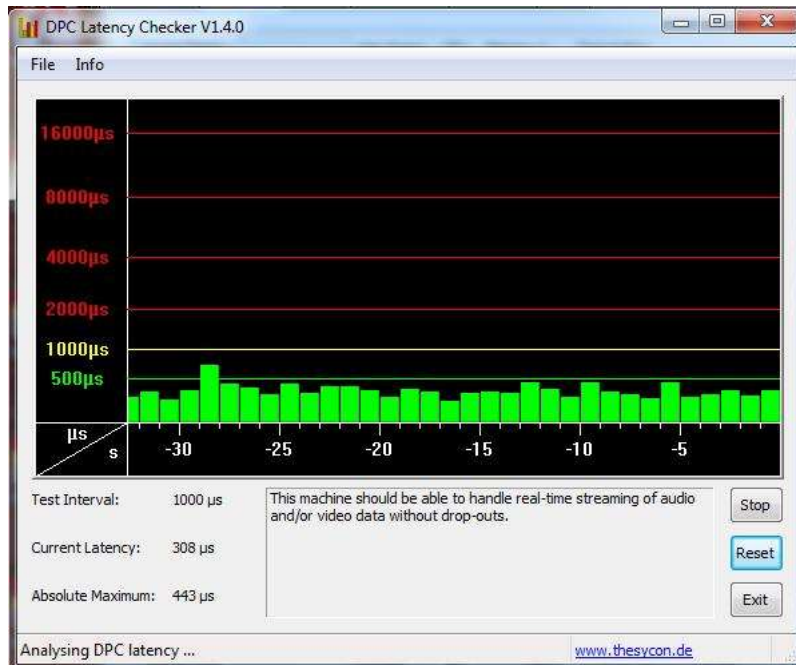 DPC Latency Checker V1.4.0
File Info
16000µs
8000µs
4000µs
2000µs
1000µs
500µs
µs
s
-30 -25 -20 -15 -10 -5
Test Interval: 1000 µs
This machine should be able to handle real-time streaming of audio
and/or video data without drop-outs.
Stop
Current Latency: 308 µs
Reset
Absolute Maximum: 443 µs
Exit
Analysing DPC latency ...
www.thesycon.de